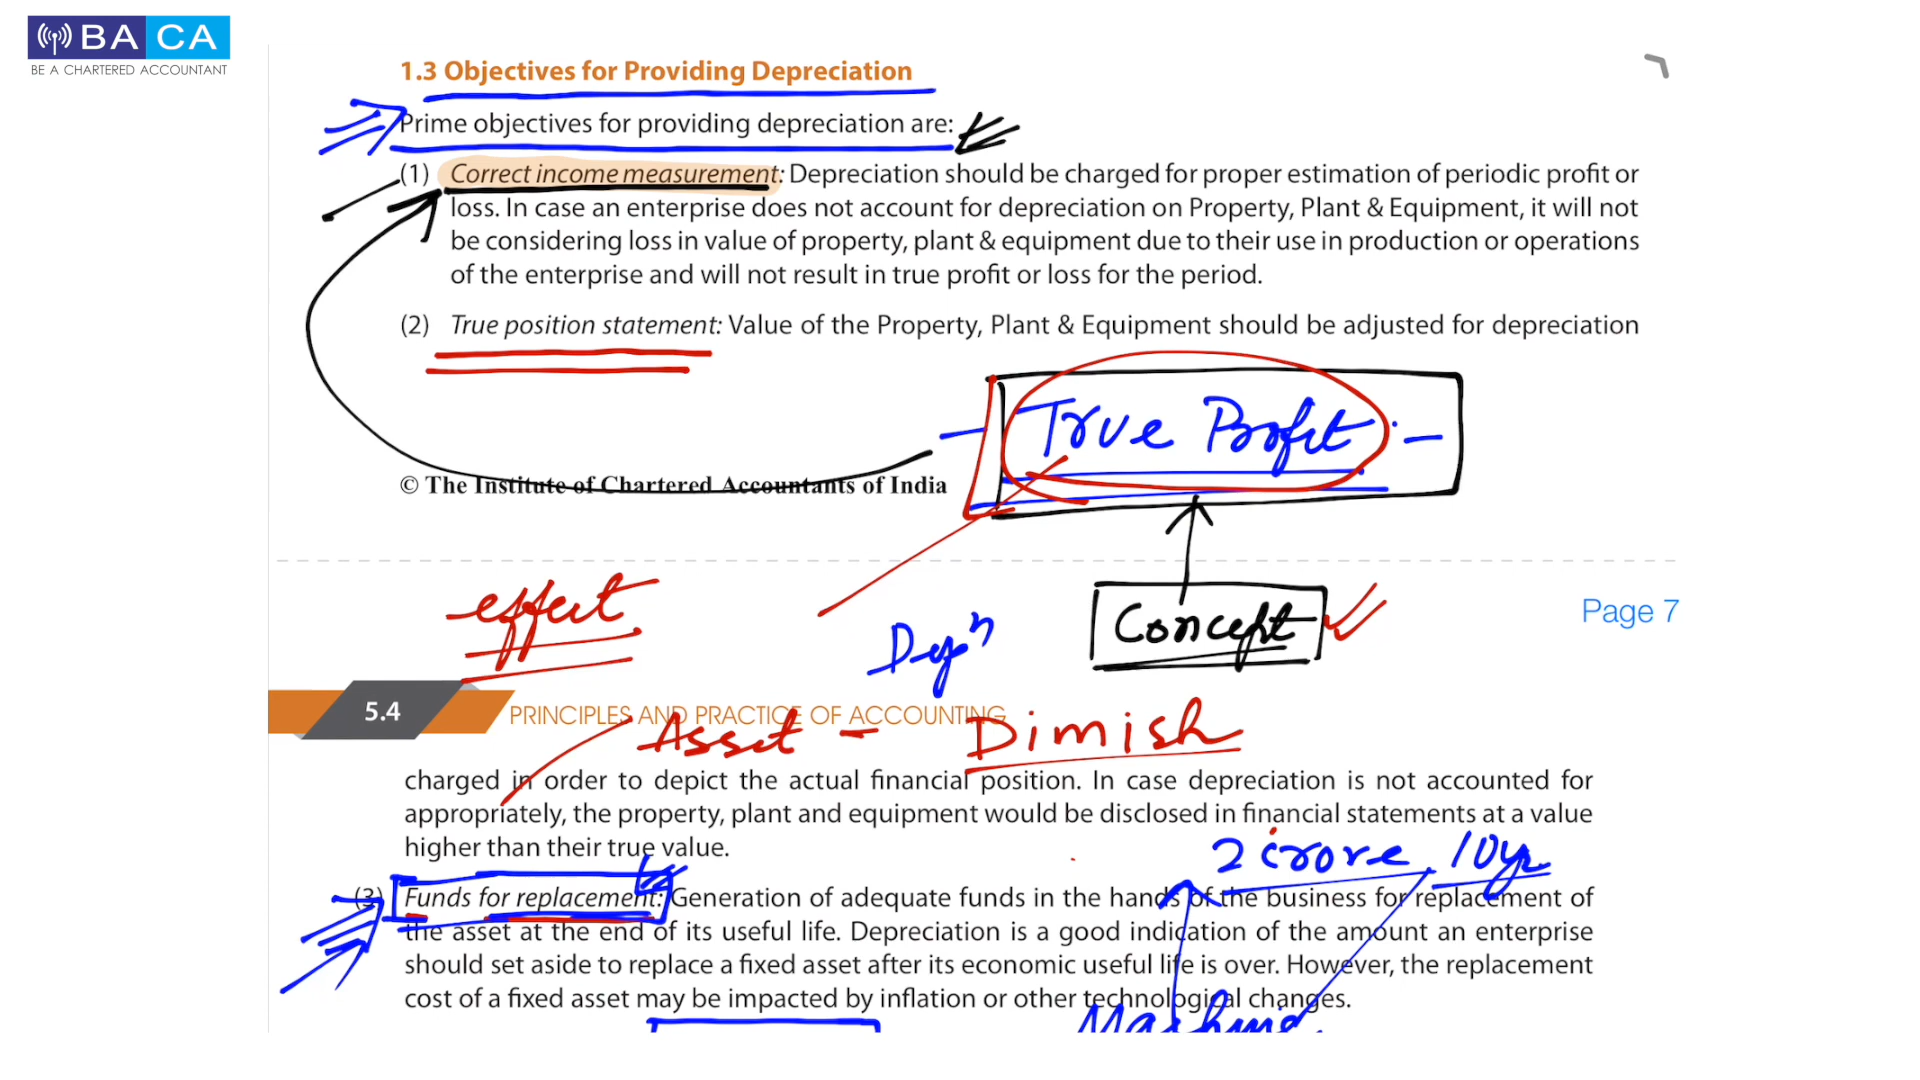 BA CA
BE A CHARTERED ACCOUNTANT
1.3 Objectives for Providing Depreciation
Prime objectives for providing depreciation are:
(1) Correct income measurement: Depreciation should be charged for proper estimation of periodic profit or
loss. In case an enterprise does not account for depreciation on Property, Plant & Equipment, it will not
be considering loss in value of property, plant & equipment due to their use in production or operations
of the enterprise and will not result in true profit or loss for the period.
(2) True position statement: Value of the Property, Plant & Equipment should be adjusted for depreciation
True Profit
© The Institute of Chartered Accountants of India
effect
Depn
Concept
Page 7
5.4 PRINCIPLES AND PRACTICE OF ACCOUNTING
Asset - Dimish
charged in order to depict the actual financial position. In case depreciation is not accounted for
appropriately, the property, plant and equipment would be disclosed in financial statements at a value
higher than their true value.
2 crore 10yr
(3) Funds for replacement: Generation of adequate funds in the hands of the business for replacement of
the asset at the end of its useful life. Depreciation is a good indication of the amount an enterprise
should set aside to replace a fixed asset after its economic useful life is over. However, the replacement
cost of a fixed asset may be impacted by inflation or other technological changes.